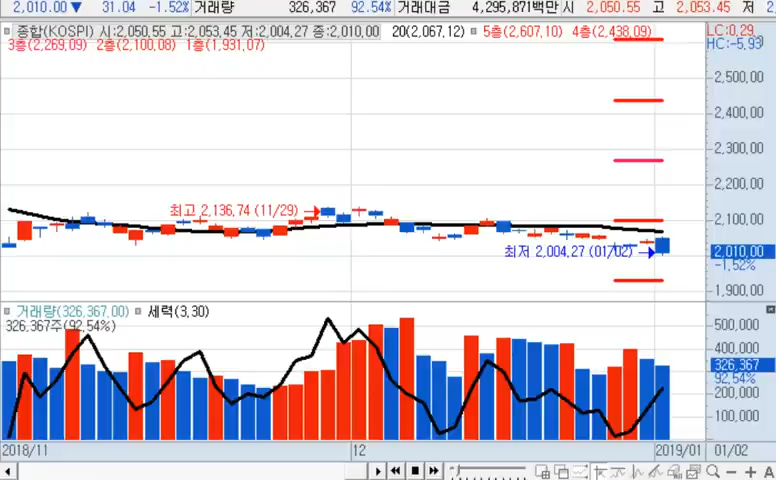 2,010.00▼ 31.04 -1.52% 거래량 326,367 92.54% 거래대금 4,295,871백만 시 2,050.55 고 2,053.45 저 2
종합(KOSPI) 시:2,050,55 고:2,053,45 저:2,004,27 종:2,010,00 20(2,067,12) 5층(2,607,10) 4층(2,438,09)
3층(2,269,09) 2층(2,100,08) 1층(1,931,07)
LC:0,29
HC:-5,93
2,500,00
2,400,00
2,300,00
2,200,00
최고 2,136,74 (11/29)
2,100,00
최저 2,004,27 (01/02)
2,010,00
-1,52%
1,900,00
거래량(326,367,00) 세력(3,30)
326,367주(92,54%)
500,000
400,000
326,367
92,54%
200,000
100,000
2018/11 12 2019/01 01/02